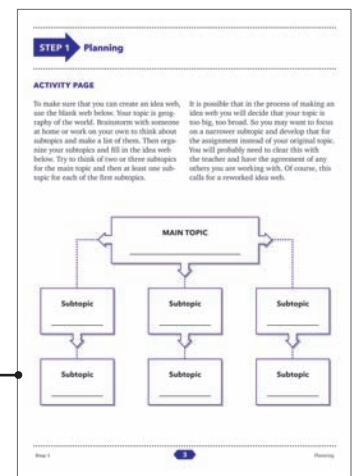 STEP 1 Planning
ACTIVITY PAGE
To make sure that you can create an idea web,
use the blank web below. Your topic is geog-
raphy of the world. Brainstorm with someone
at home or work on your own to think about
subtopics and make a list of them. Then orga-
nize your subtopics and fill in the idea web
below. Try to think of two or three subtopics
for the main topic and then at least one sub-
topic for each of the first subtopics.
It is possible that in the process of making an
idea web you will decide that your topic is
too big, too broad. So you may want to focus
on a narrower subtopic and develop that for
the assignment instead of your original topic.
You will probably need to clear this with
the teacher and have the agreement of any
others you are working with. Of course, this
calls for a reworked idea web.
MAIN TOPIC
Subtopic Subtopic Subtopic
Subtopic Subtopic Subtopic
Step 1 3 Planning